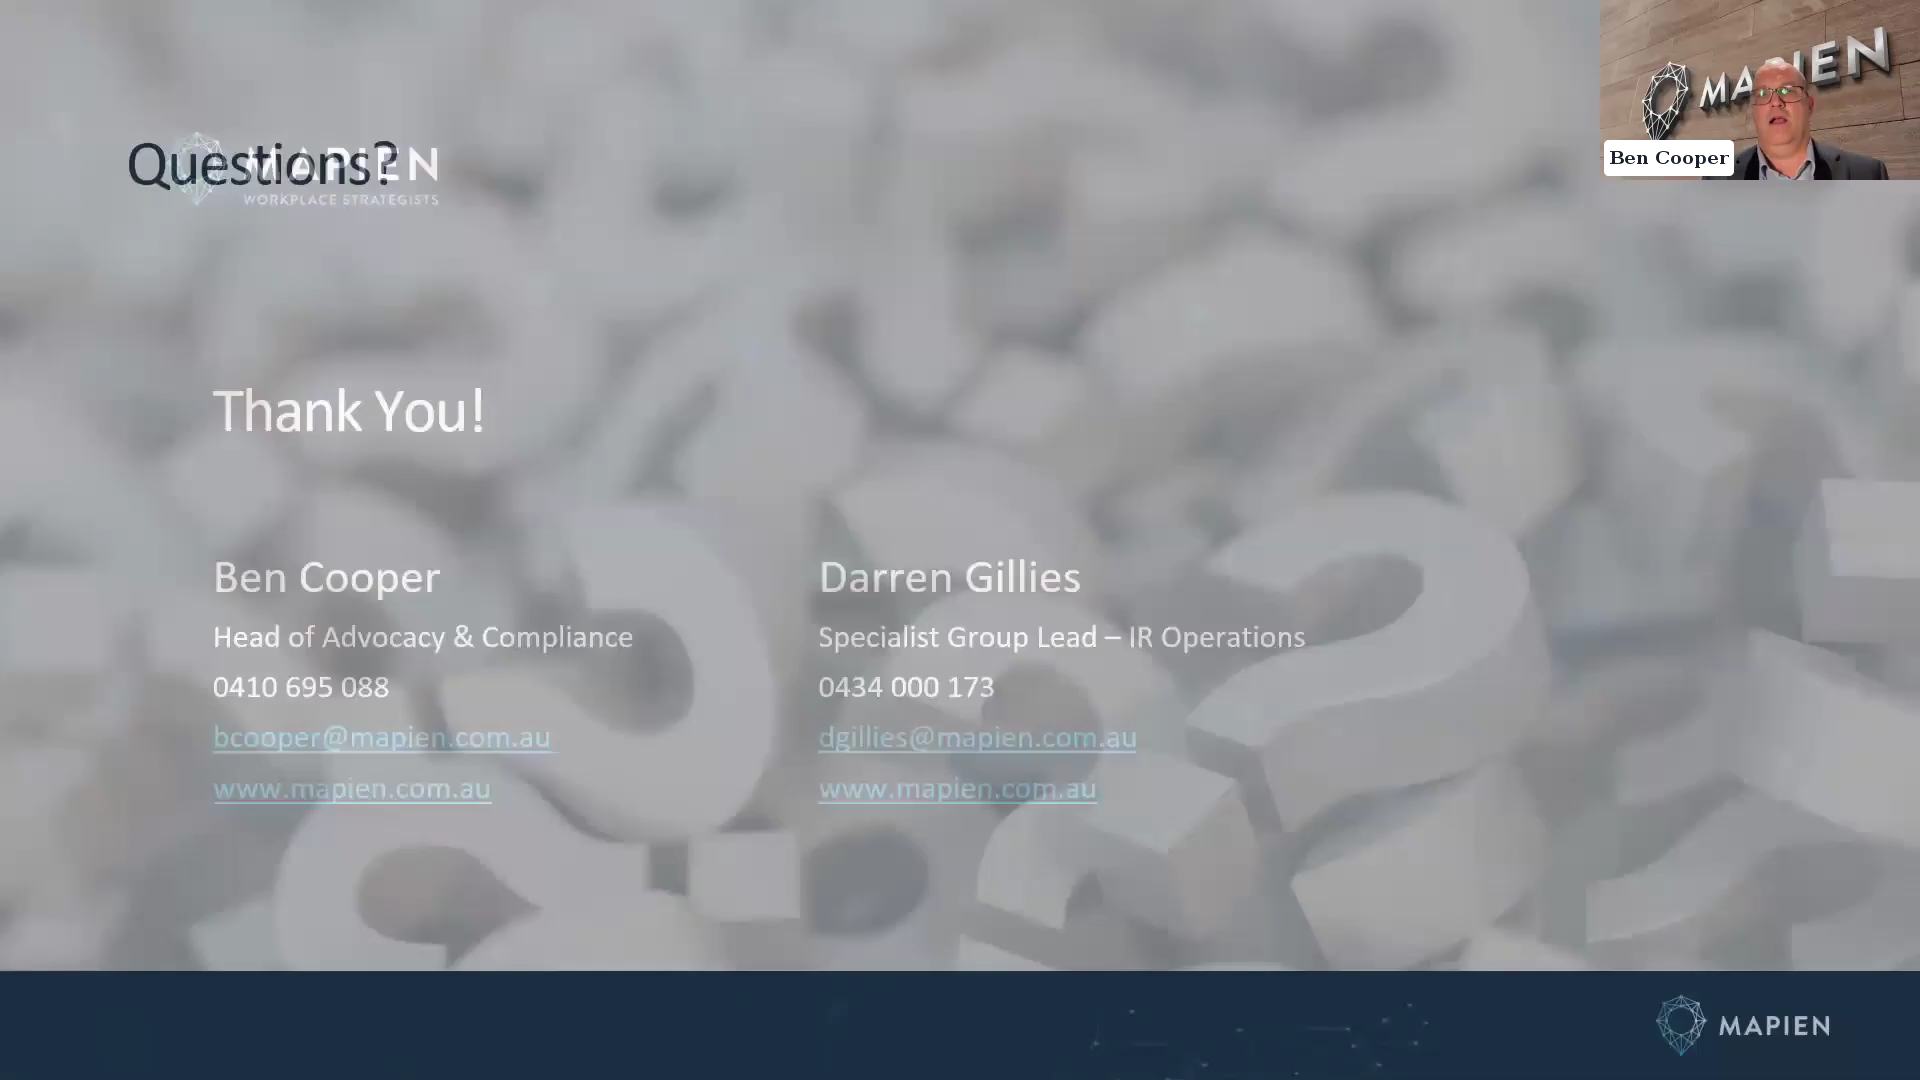 MAPIEN
Ben Cooper
Questions?
MAPIEN
WORKPLACE STRATEGISTS
Thank You!
Ben Cooper
Head of Advocacy & Compliance
0410 695 088
bcooper@mapien.com.au
www.mapien.com.au
Darren Gillies
Specialist Group Lead – IR Operations
0434 000 173
dgillies@mapien.com.au
www.mapien.com.au
MAPIEN